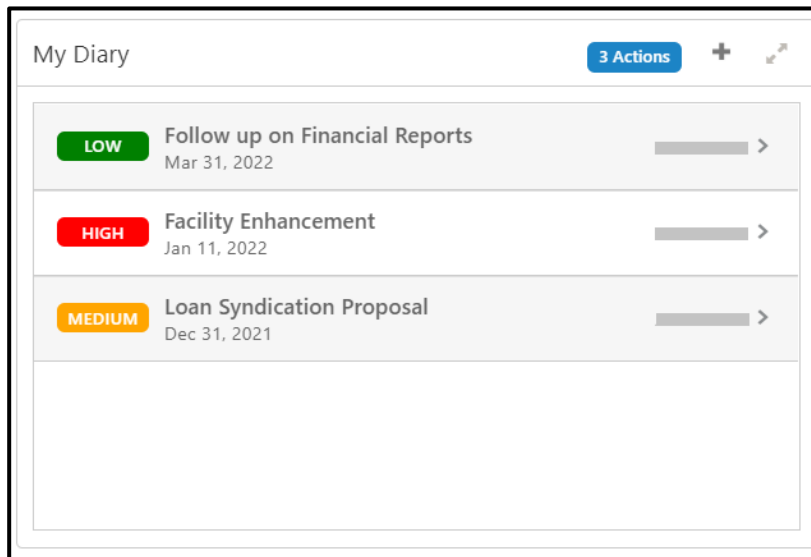 My Diary
3 Actions
LOW
Follow up on Financial Reports
Mar 31, 2022
HIGH
Facility Enhancement
Jan 11, 2022
MEDIUM
Loan Syndication Proposal
Dec 31, 2021